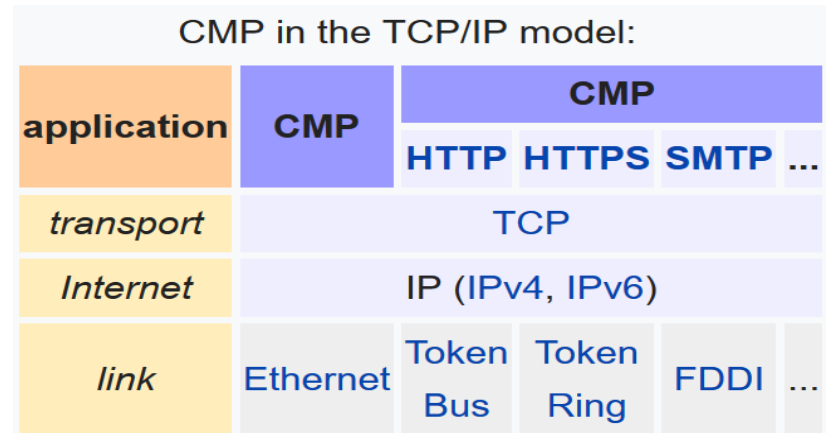 CMP in the TCP/IP model:
application CMP CMP
HTTP HTTPS SMTP ...
transport TCP
Internet IP (IPv4, IPv6)
link Ethernet Token Bus Token Ring FDDI ...